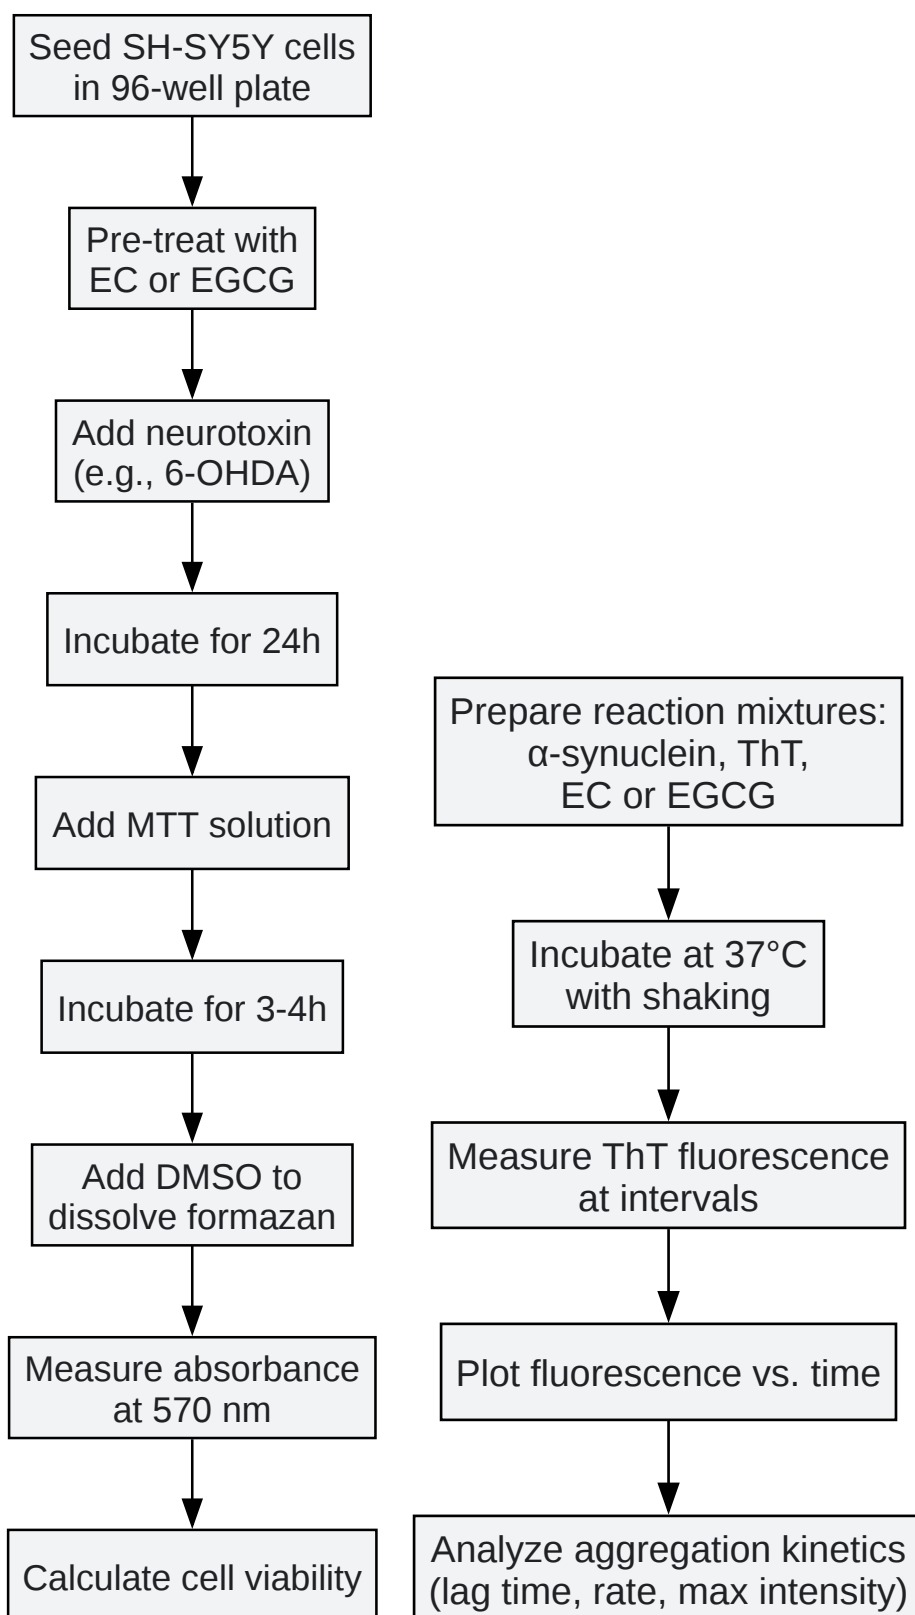 Seed SH-SY5Y cells
in 96-well plate
Pre-treat with
EC or EGCG
Add neurotoxin
(e.g., 6-OHDA)
Incubate for 24h
Add MTT solution
Incubate for 3-4h
Add DMSO to
dissolve formazan
Measure absorbance
at 570 nm
Calculate cell viability
Prepare reaction mixtures:
α-synuclein, ThT,
EC or EGCG
Incubate at 37°C
with shaking
Measure ThT fluorescence
at intervals
Plot fluorescence vs. time
Analyze aggregation kinetics
(lag time, rate, max intensity)